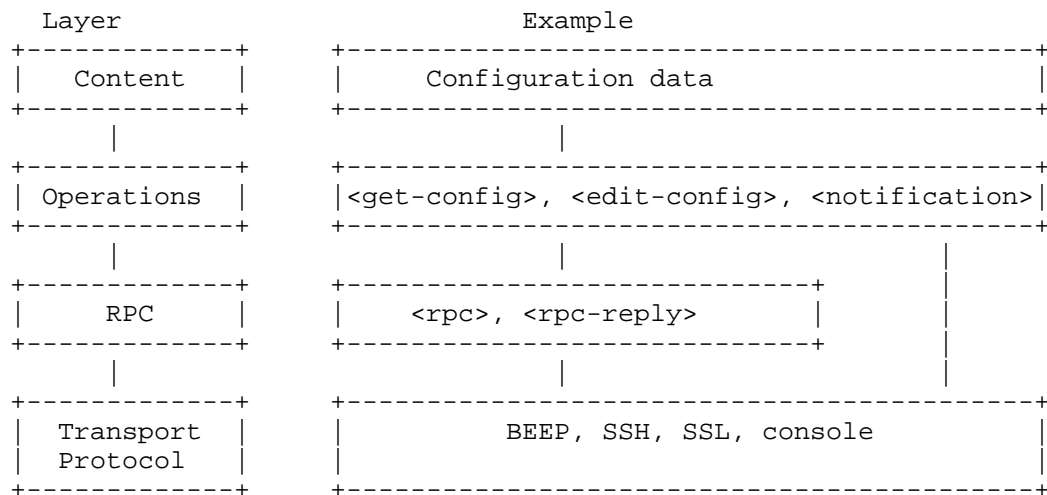 Layer Example
Content Configuration data
Operations <get-config>, <edit-config>, <notification>
RPC <rpc>, <rpc-reply>
Transport BEEP, SSH, SSL, console
Protocol